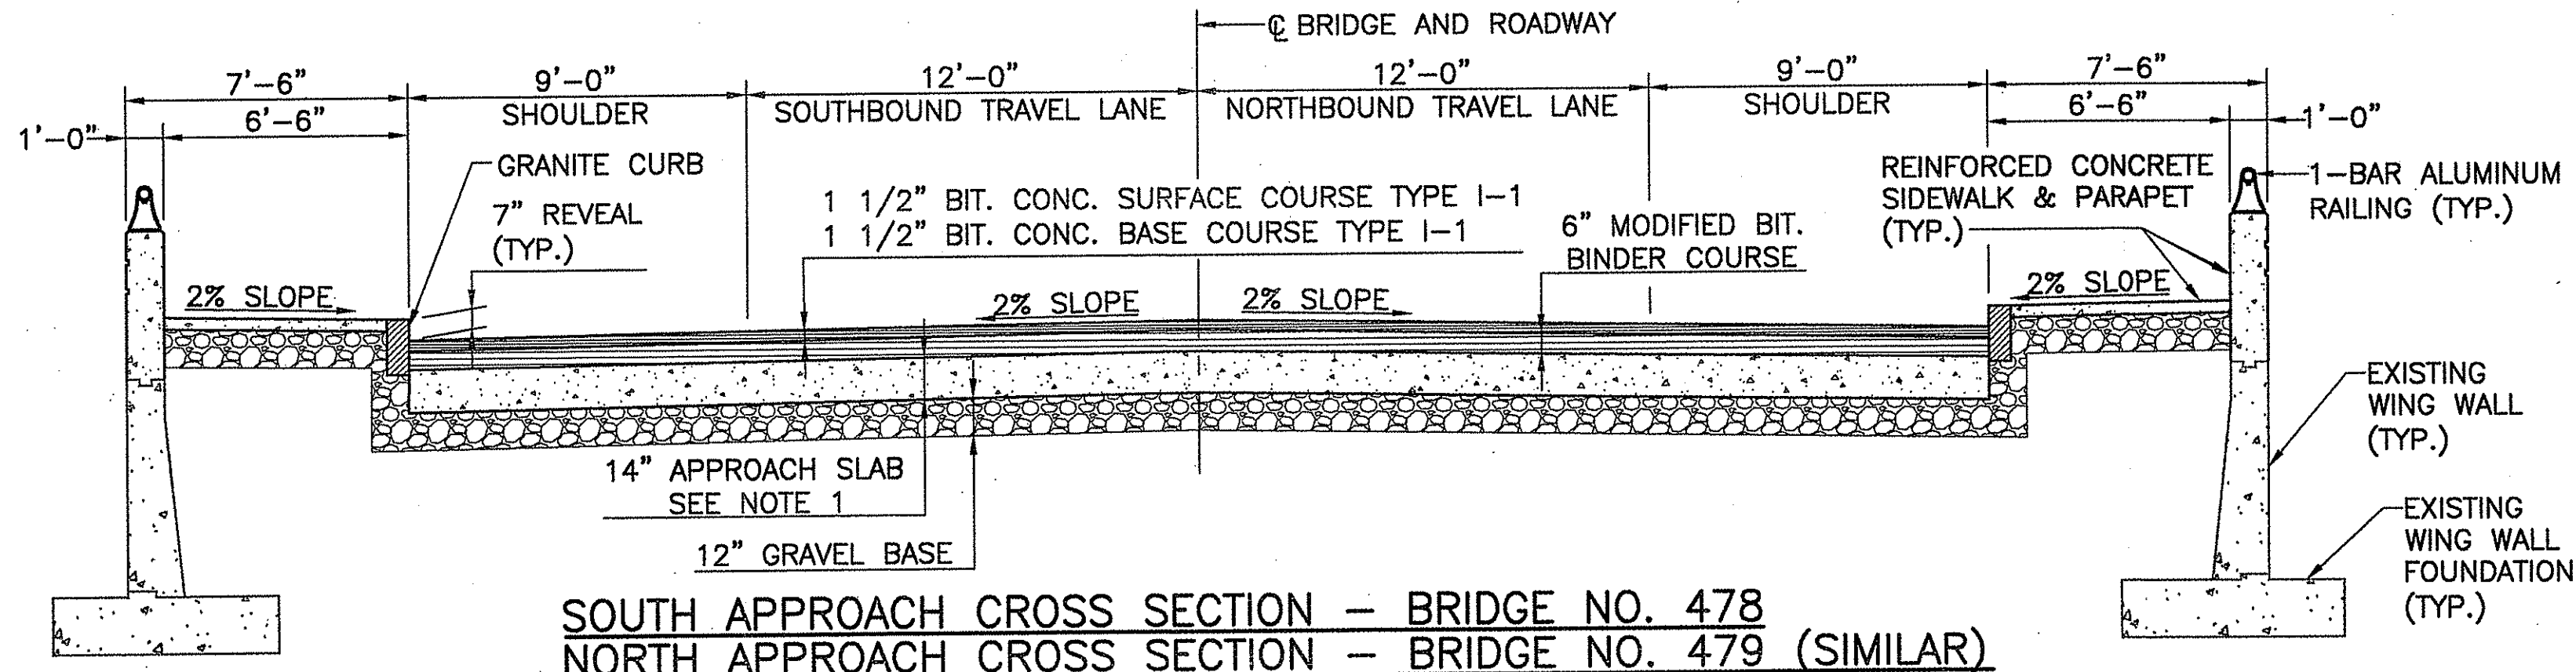 ℄ BRIDGE AND ROADWAY
7'-6"
9'-0"
12'-0"
12'-0"
9'-0"
7'-6"
SHOULDER
SOUTHBOUND TRAVEL LANE
NORTHBOUND TRAVEL LANE
SHOULDER
1'-0"
6'-6"
6'-6"
1'-0"
GRANITE CURB
7" REVEAL
(TYP.)
1 1/2" BIT. CONC. SURFACE COURSE TYPE I-1
1 1/2" BIT. CONC. BASE COURSE TYPE I-1
6" MODIFIED BIT.
BINDER COURSE
REINFORCED CONCRETE
SIDEWALK & PARAPET
(TYP.)
1-BAR ALUMINUM
RAILING (TYP.)
2% SLOPE
2% SLOPE
2% SLOPE
2% SLOPE
14" APPROACH SLAB
SEE NOTE 1
12" GRAVEL BASE
EXISTING
WING WALL
(TYP.)
EXISTING
WING WALL
FOUNDATION
(TYP.)
SOUTH APPROACH CROSS SECTION - BRIDGE NO. 478
NORTH APPROACH CROSS SECTION - BRIDGE NO. 479 (SIMILAR)